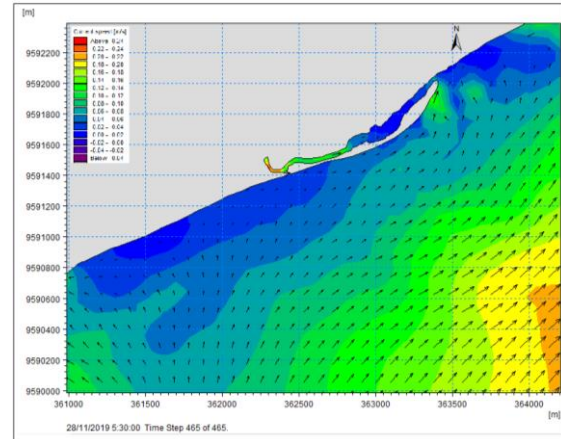 [m]
N
Current speed [m/s]
Above 0.24
0.22 - 0.24
0.20 - 0.22
0.18 - 0.20
0.16 - 0.18
0.14 - 0.16
0.12 - 0.14
0.10 - 0.12
0.08 - 0.10
0.06 - 0.08
0.04 - 0.06
0.02 - 0.04
0.00 - 0.02
-0.02 - 0.00
-0.04 - -0.02
Below -0.04
9592200
9592000
9591800
9591600
9591400
9591200
9591000
9590800
9590600
9590400
9590200
9590000
361000 361500 362000 362500 363000 363500 364000
[m]
28/11/2019 5:30:00 Time Step 465 of 465.